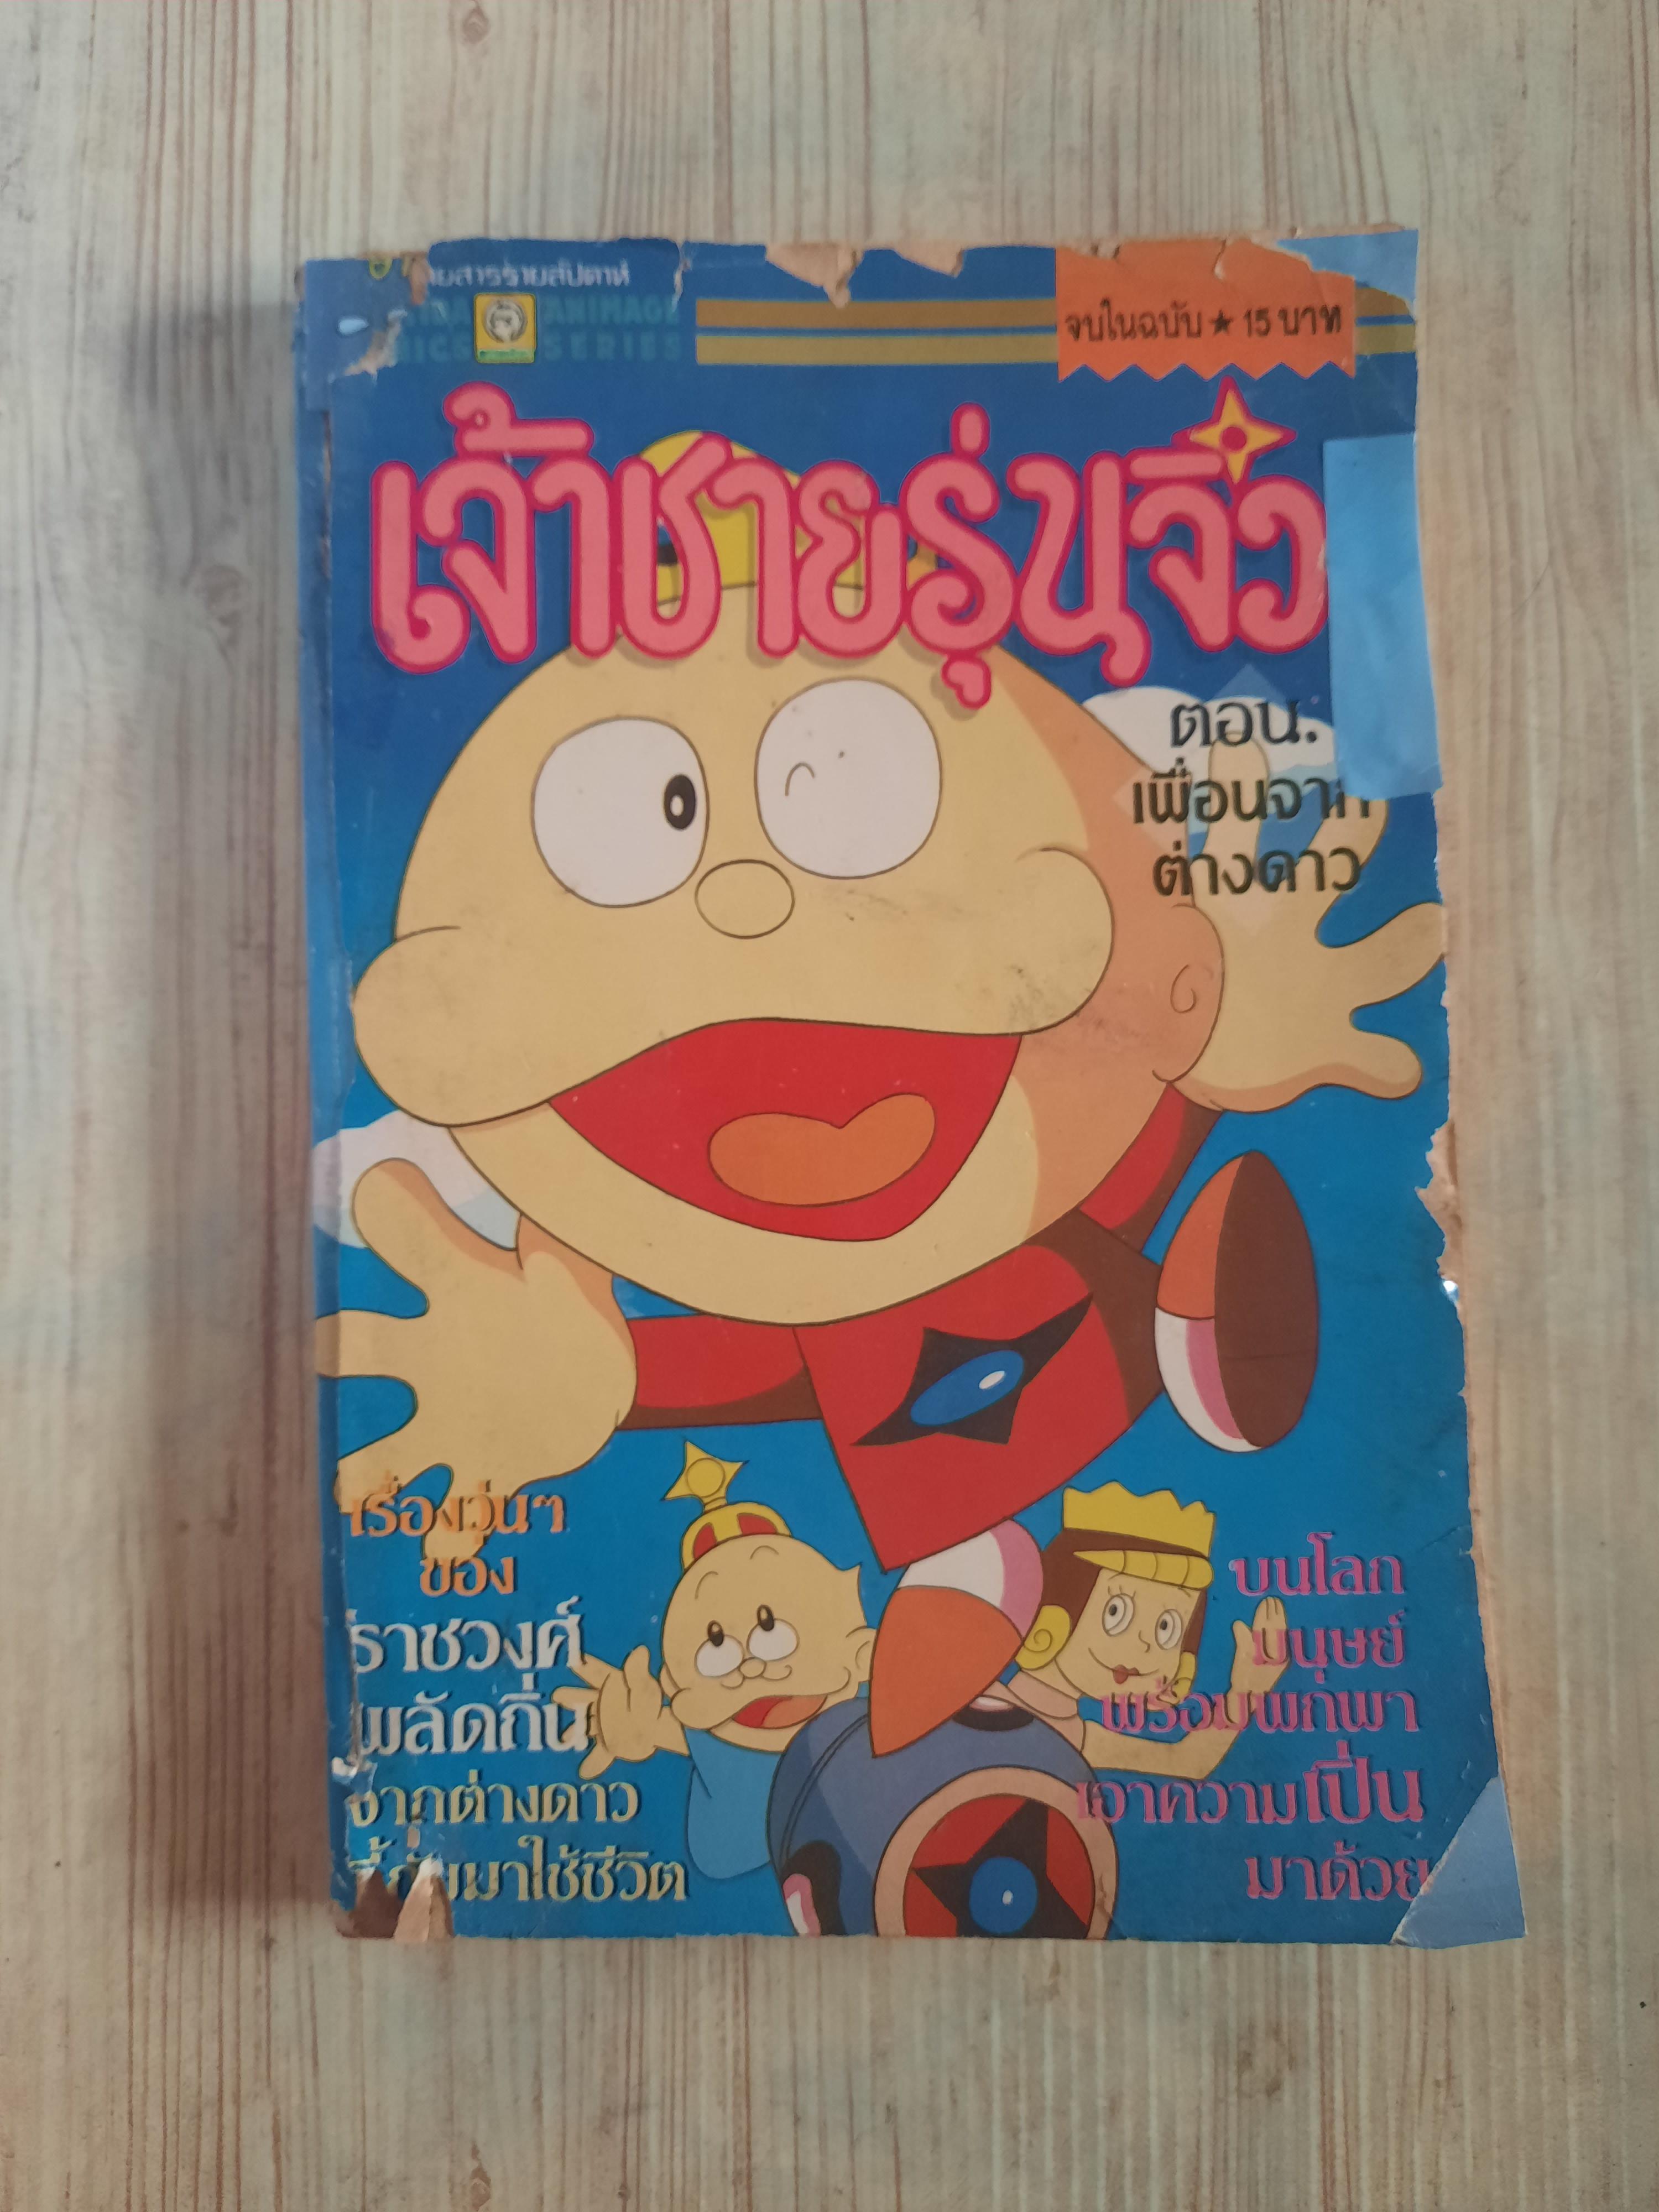 นิตยสารรายสัปดาห์
ANIMAGE
SERIES
จบในฉบับ ★ 15 บาท
เจ้าชายรุ่นจิ๋ว
ตอน.
เพื่อนจาก
ต่างดาว
เรื่องวุ่นๆ
ของ
ราชวงศ์
พลัดถิ่น
จากต่างดาว
มาใช้ชีวิต
บนโลก
มนุษย์
พร้อมพกพา
เอาความเปิ่น
มาด้วย